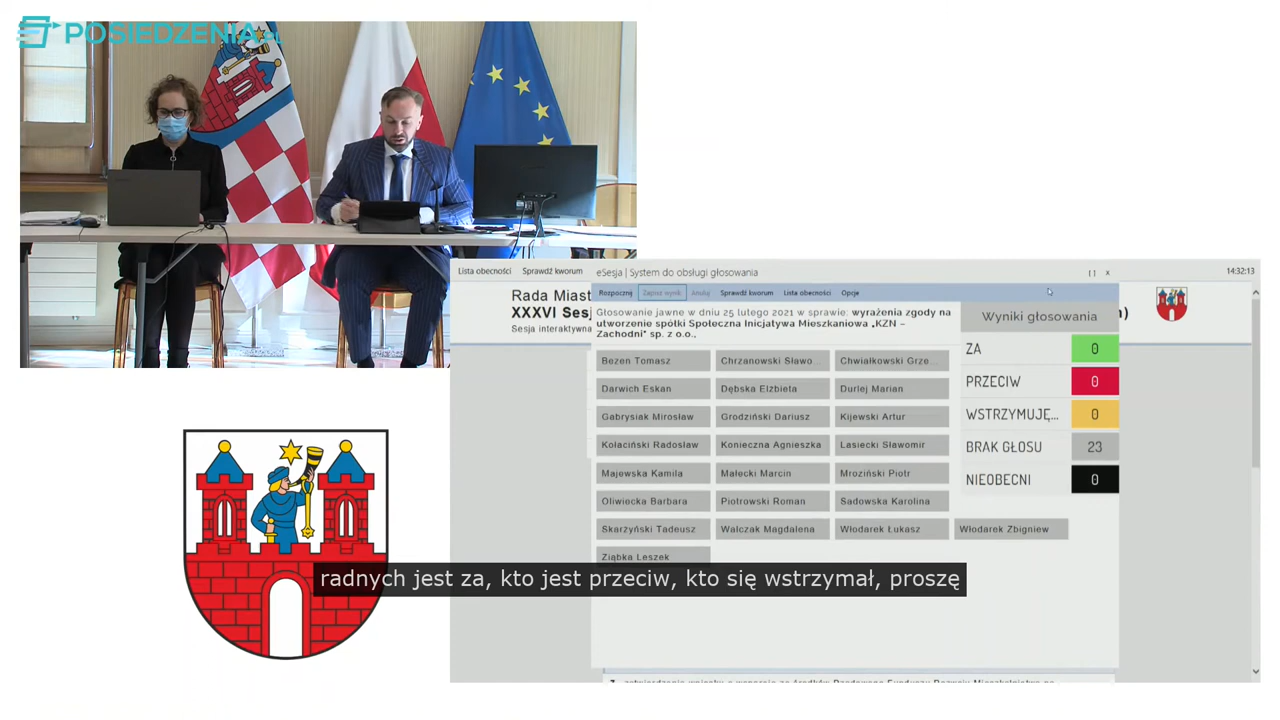 POSIEDZENIA.PL
Lista obecności Sprawdź kworum eSesja | System do obsługi głosowania [ ] x 14:32:13
Rozpocznij Zapisz wynik Anuluj Sprawdź kworum Lista obecności Opcje
Rada Miast
XXXVI Sesj
Sesja interaktywna
Głosowanie jawne w dniu 25 lutego 2021 w sprawie: wyrażenia zgody na
utworzenie spółki Społeczna Inicjatywa Mieszkaniowa „KZN –
Zachodni" sp. z o.o.,
Wyniki głosowania
ZA 0
PRZECIW 0
WSTRZYMUJĘ... 0
BRAK GŁOSU 23
NIEOBECNI 0
Bezen Tomasz Chrzanowski Sławo... Chwiałkowski Grze...
Darwich Eskan Dębska Elżbieta Durlej Marian
Gabrysiak Mirosław Grodziński Dariusz Kijewski Artur
Kołaciński Radosław Konieczna Agnieszka Lasiecki Sławomir
Majewska Kamila Małecki Marcin Mroziński Piotr
Oliwiecka Barbara Piotrowski Roman Sadowska Karolina
Skarżyński Tadeusz Walczak Magdalena Włodarek Łukasz Włodarek Zbigniew
Ziąbka Leszek
radnych jest za, kto jest przeciw, kto się wstrzymał, proszę